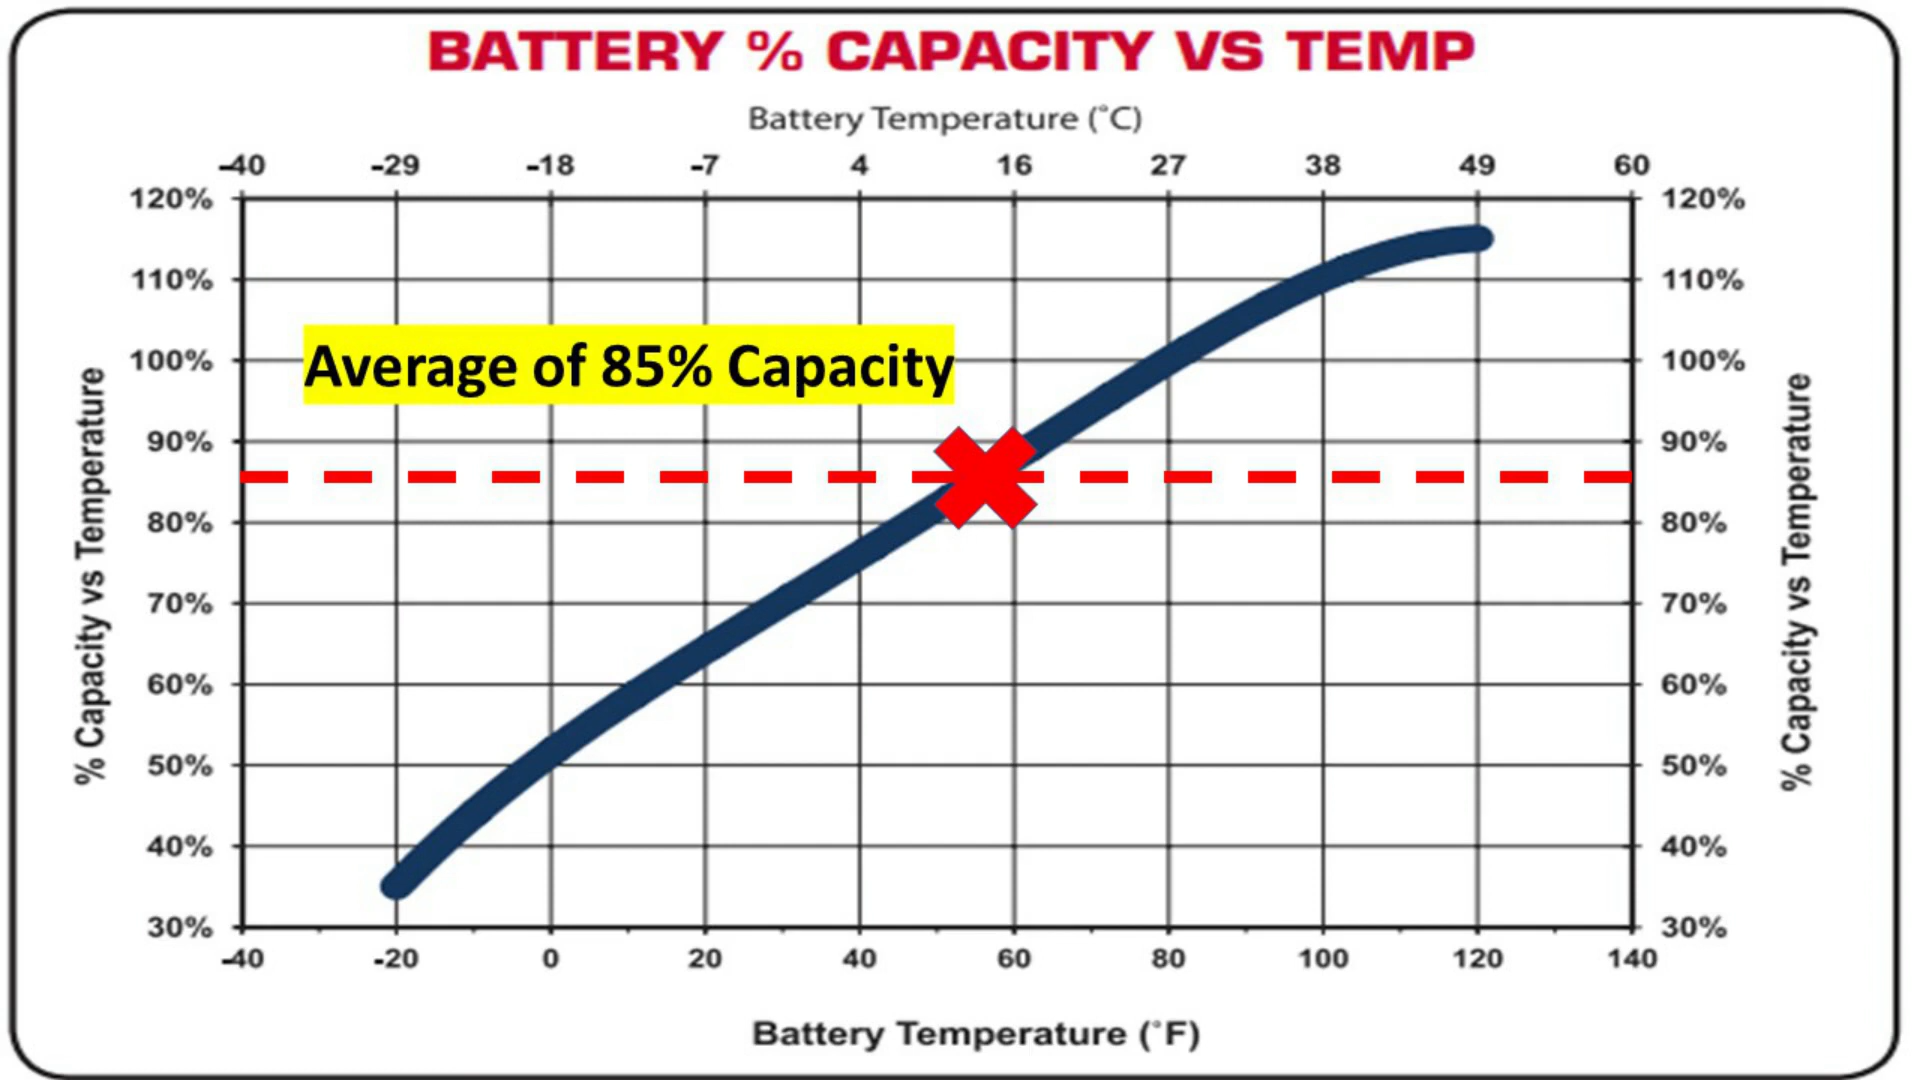 BATTERY % CAPACITY VS TEMP
Battery Temperature (˚C)
-40 -29 -18 -7 4 16 27 38 49 60
120% 120%
110% 110%
Average of 85% Capacity
100% 100%
90% 90%
80% 80%
70% 70%
60% 60%
50% 50%
40% 40%
30% 30%
% Capacity vs Temperature
% Capacity vs Temperature
-40 -20 0 20 40 60 80 100 120 140
Battery Temperature (˚F)